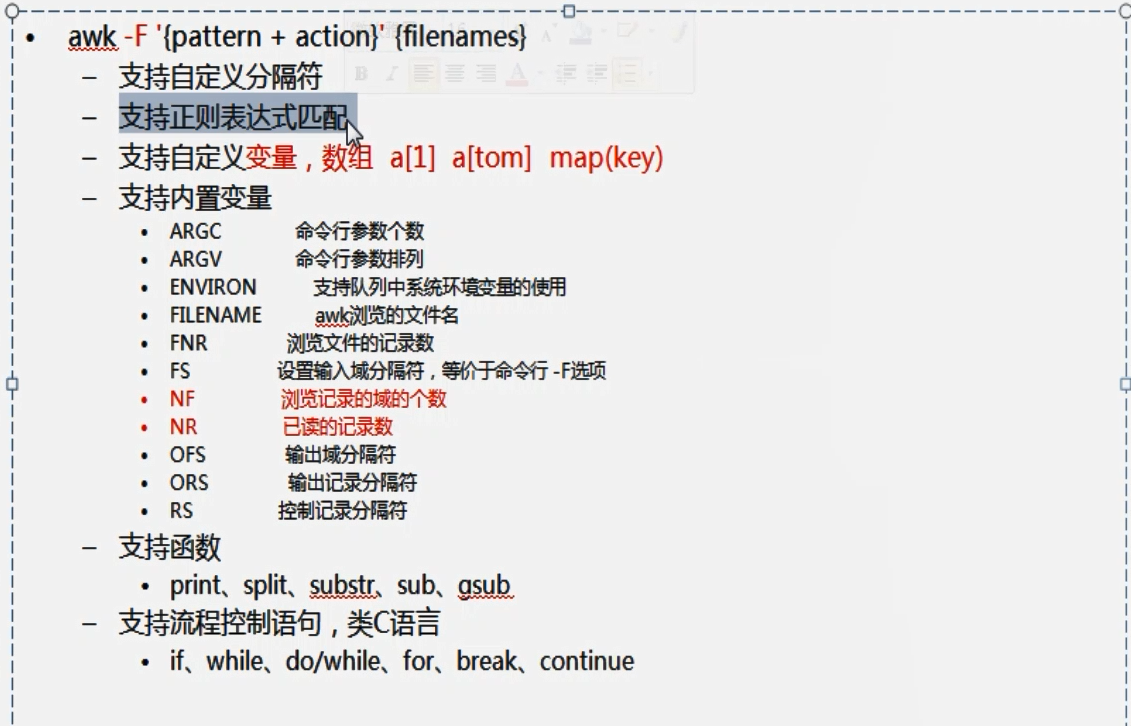 • awk -F '{pattern + action}' {filenames}
– 支持自定义分隔符
– 支持正则表达式匹配
– 支持自定义变量，数组 a[1] a[tom] map(key)
– 支持内置变量
• ARGC 命令行参数个数
• ARGV 命令行参数排列
• ENVIRON 支持队列中系统环境变量的使用
• FILENAME awk浏览的文件名
• FNR 浏览文件的记录数
• FS 设置输入域分隔符，等价于命令行 -F选项
• NF 浏览记录的域的个数
• NR 已读的记录数
• OFS 输出域分隔符
• ORS 输出记录分隔符
• RS 控制记录分隔符
– 支持函数
• print、split、substr、sub、gsub
– 支持流程控制语句，类C语言
• if、while、do/while、for、break、continue